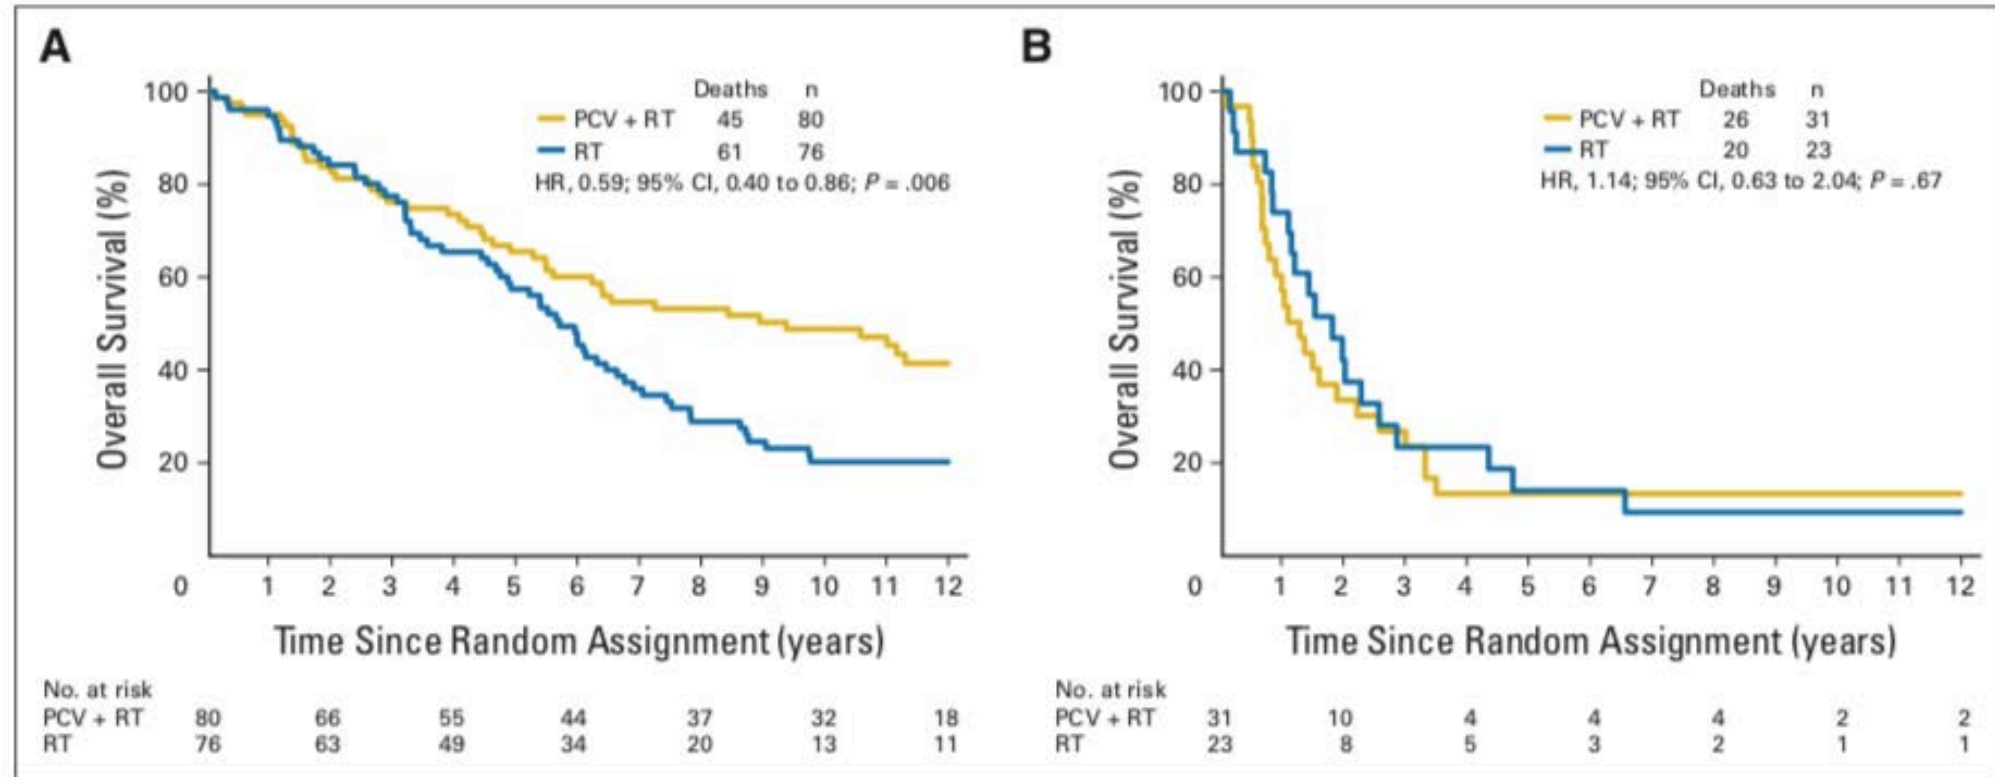 A
Deaths n
PCV + RT 45 80
RT 61 76
HR, 0.59; 95% CI, 0.40 to 0.86; P = .006
Overall Survival (%)
100
80
60
40
20
0 1 2 3 4 5 6 7 8 9 10 11 12
Time Since Random Assignment (years)
No. at risk
PCV + RT 80 66 55 44 37 32 18
RT 76 63 49 34 20 13 11
B
Deaths n
PCV + RT 26 31
RT 20 23
HR, 1.14; 95% CI, 0.63 to 2.04; P = .67
Overall Survival (%)
100
80
60
40
20
0 1 2 3 4 5 6 7 8 9 10 11 12
Time Since Random Assignment (years)
No. at risk
PCV + RT 31 10 4 4 4 2 2
RT 23 8 5 3 2 1 1